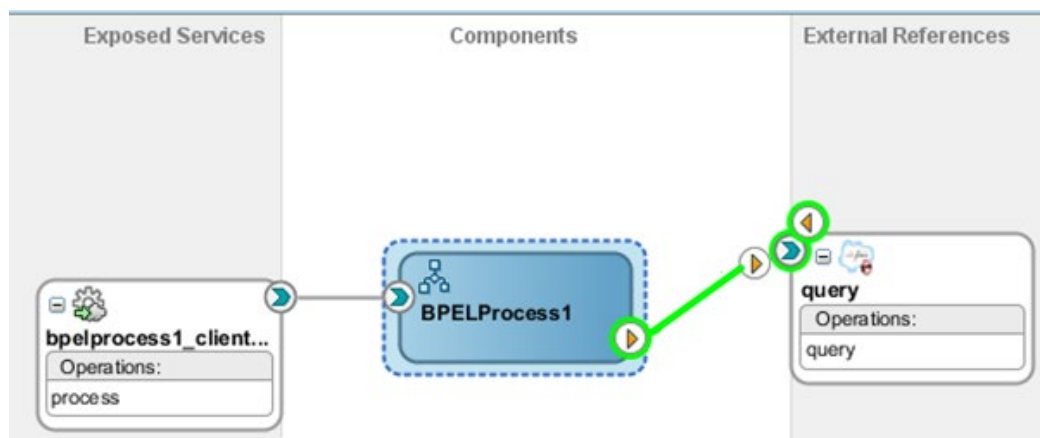 Exposed Services
Components
External References
bpelprocess1_client...
Operations:
process
BPELProcess1
query
Operations:
query